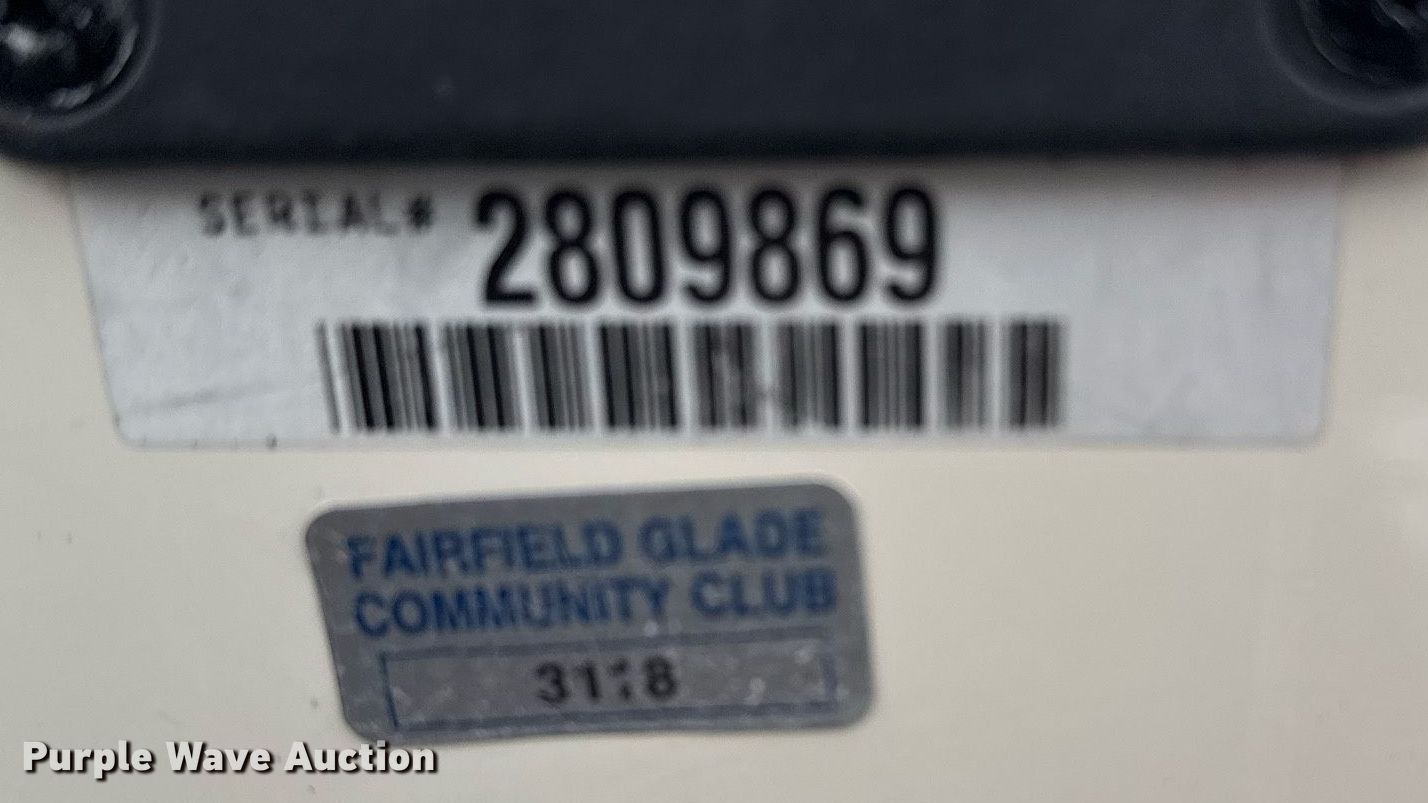 SERIAL# 2809869
FAIRFIELD GLADE
COMMUNITY CLUB
Purple Wave Auction